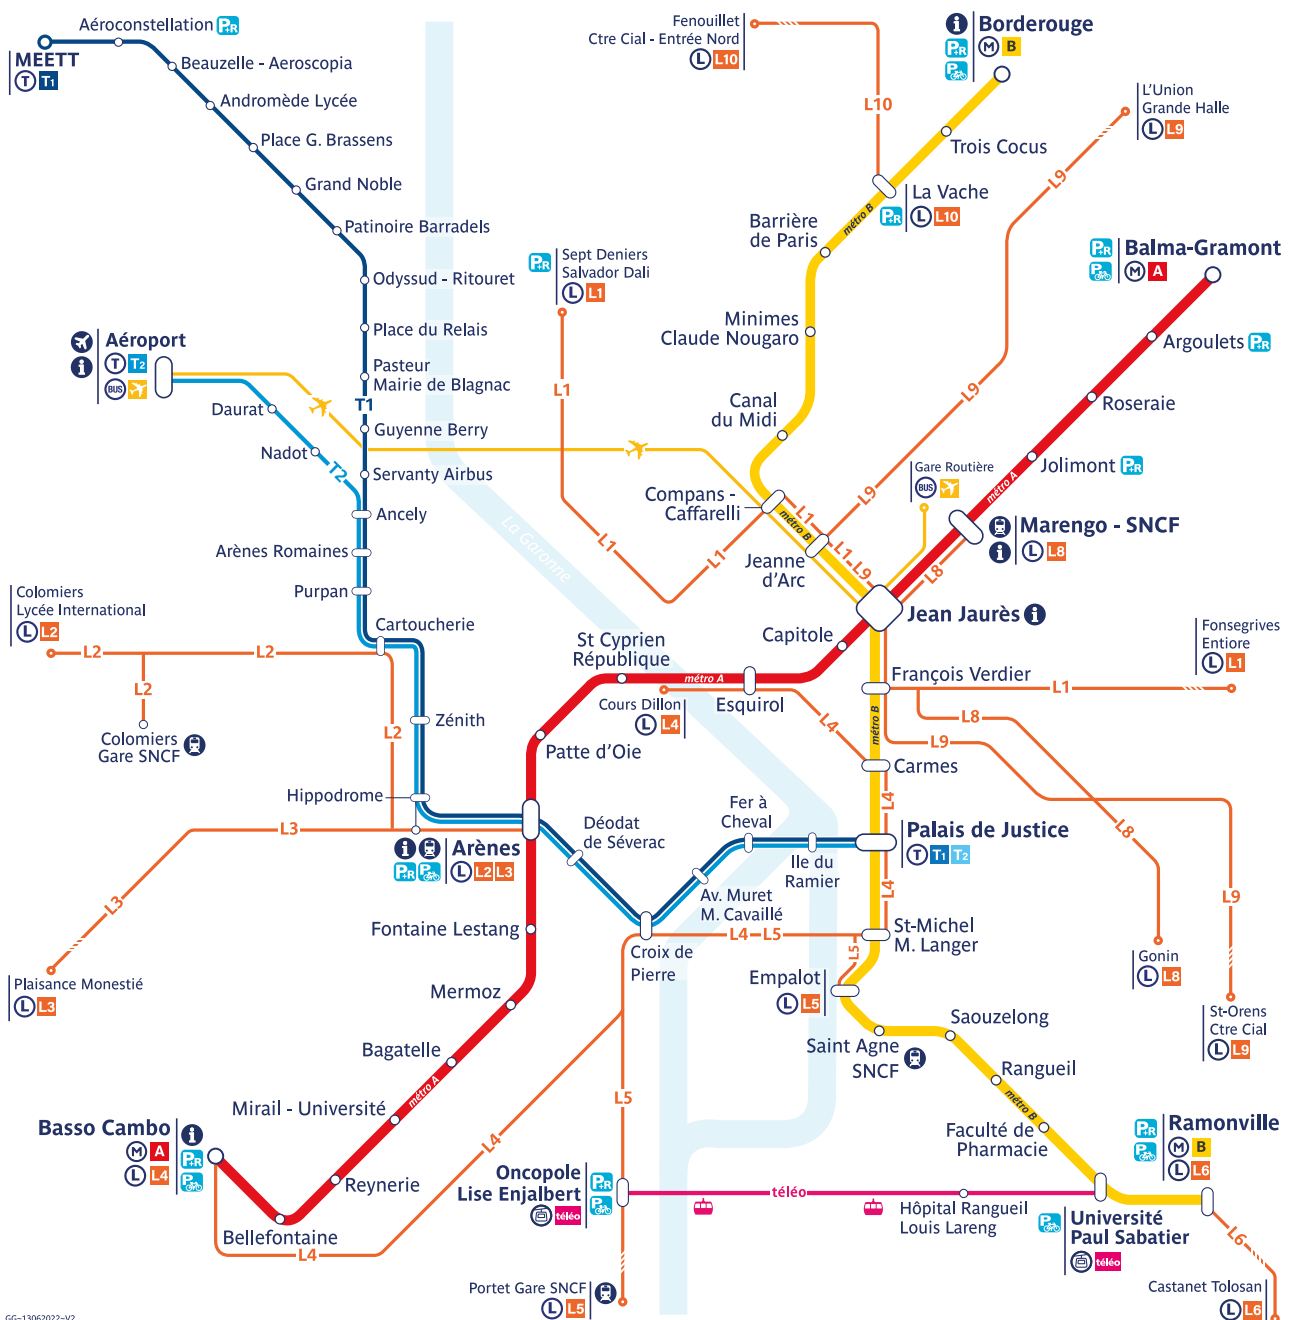 Aéroconstellation P+R
MEETT
T T1
Beauzelle - Aeroscopia
Andromède Lycée
Place G. Brassens
Grand Noble
Patinoire Barradels
Odyssud - Ritouret
Place du Relais
Pasteur
Mairie de Blagnac
T1
Guyenne Berry
Servanty Airbus
Ancely
Arènes Romaines
Purpan
Cartoucherie
Zénith
Hippodrome
i Aéroport
T T2
BUS
Daurat
Nadot
T2
Fenouillet
Ctre Cial - Entrée Nord
L L10
L10
i Borderouge
P+R M B
Trois Cocus
La Vache
P+R L L10
métro B
Barrière
de Paris
Minimes
Claude Nougaro
Canal
du Midi
Compans -
Caffarelli
métro B
Jeanne
d'Arc
L'Union
Grande Halle
L L9
L9
L9
L9
L9
L9
P+R Balma-Gramont
M A
Argoulets P+R
Roseraie
Jolimont P+R
métro A
Marengo - SNCF
i L L8
L8
Gare Routière
BUS
Jean Jaurès i
Capitole
P+R Sept Deniers
Salvador Dali
L L1
L1
L1
L1
L1
L1
La Garonne
Colomiers
Lycée International
L L2
L2
L2
L2
L2
Colomiers
Gare SNCF
St Cyprien
République
métro A
Esquirol
Cours Dillon
L L4
L4
Patte d'Oie
François Verdier
métro B
L1
Fonsegrives
Entiore
L L1
L8
L9
L8
L9
Carmes
L4
Palais de Justice
T T1 T2
L4
Fer à
Cheval
Ile du
Ramier
Déodat
de Séverac
Av. Muret
M. Cavaillé
Croix de
Pierre
i Arènes
P+R L L2 L3
L3
L3
Plaisance Monestié
L L3
Fontaine Lestang
Mermoz
Bagatelle
métro A
Mirail - Université
Reynerie
Bellefontaine
Basso Cambo i
M A P+R
L L4
L4
L4
L4
L5
St-Michel
M. Langer
L5
Empalot
L L5
Saint Agne
SNCF
Saouzelong
Rangueil
métro B
Faculté de
Pharmacie
Gonin
L L8
St-Orens
Ctre Cial
L L9
P+R Ramonville
M B
L L6
L6
Castanet Tolosan
L L6
Université
Paul Sabatier
téléo
Hôpital Rangueil
Louis Lareng
téléo
Oncopole P+R
Lise Enjalbert
téléo
L5
Portet Gare SNCF
L L5
GG-13062022-V2